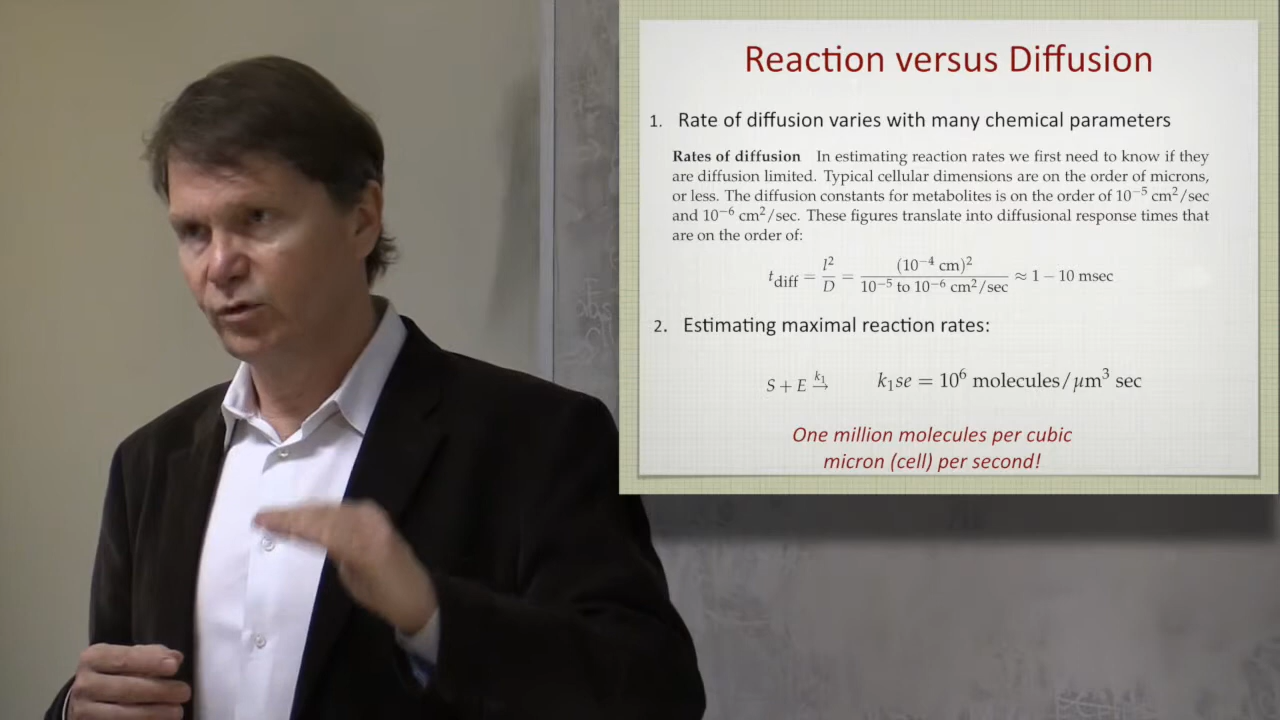 Reaction versus Diffusion
1. Rate of diffusion varies with many chemical parameters
Rates of diffusion In estimating reaction rates we first need to know if they
are diffusion limited. Typical cellular dimensions are on the order of microns,
or less. The diffusion constants for metabolites is on the order of 10⁻⁵ cm²/sec
and 10⁻⁶ cm²/sec. These figures translate into diffusional response times that
are on the order of:
t_diff = l²/D = (10⁻⁴ cm)²/(10⁻⁵ to 10⁻⁶ cm²/sec) ≈ 1 − 10 msec
2. Estimating maximal reaction rates:
S + E →^{k₁} k₁se = 10⁶ molecules/μm³ sec
One million molecules per cubic
micron (cell) per second!